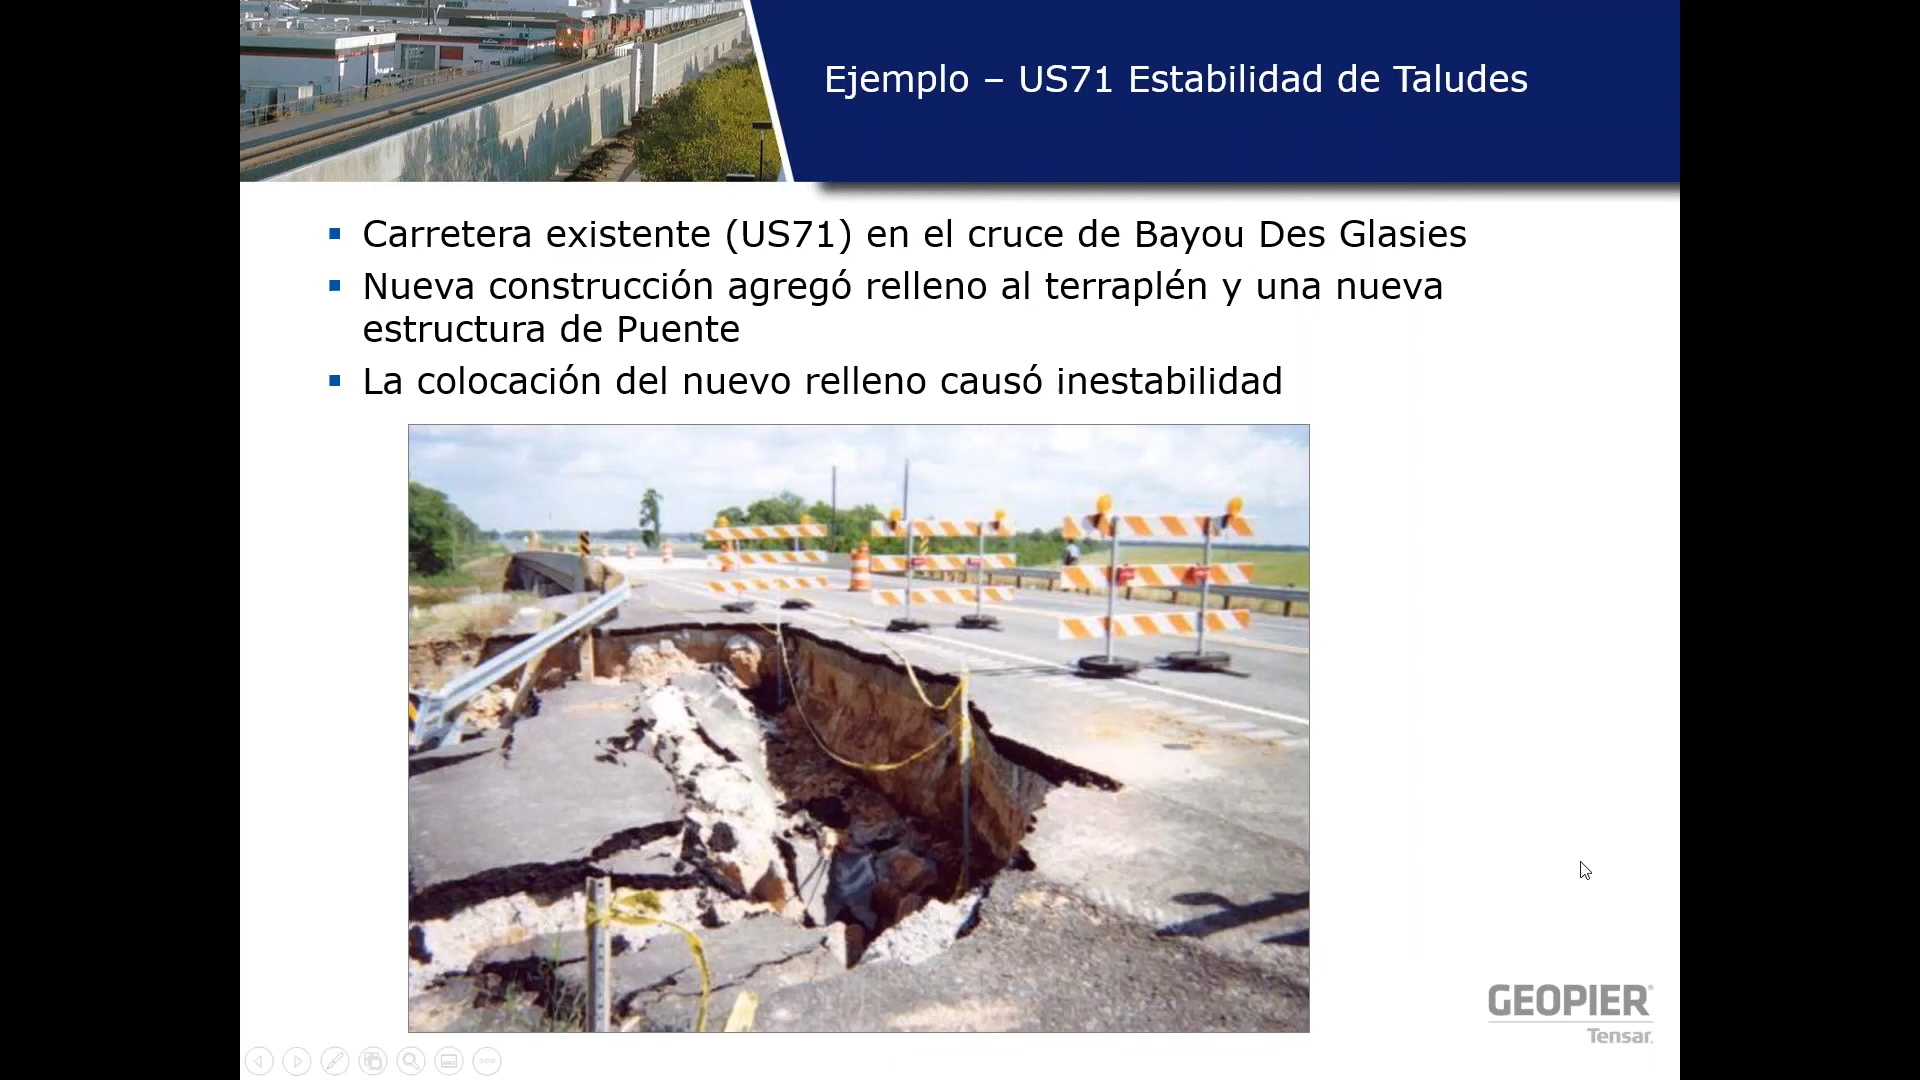 Ejemplo – US71 Estabilidad de Taludes
Carretera existente (US71) en el cruce de Bayou Des Glasies
Nueva construcción agregó relleno al terraplén y una nueva
estructura de Puente
La colocación del nuevo relleno causó inestabilidad
GEOPIER®
Tensar.